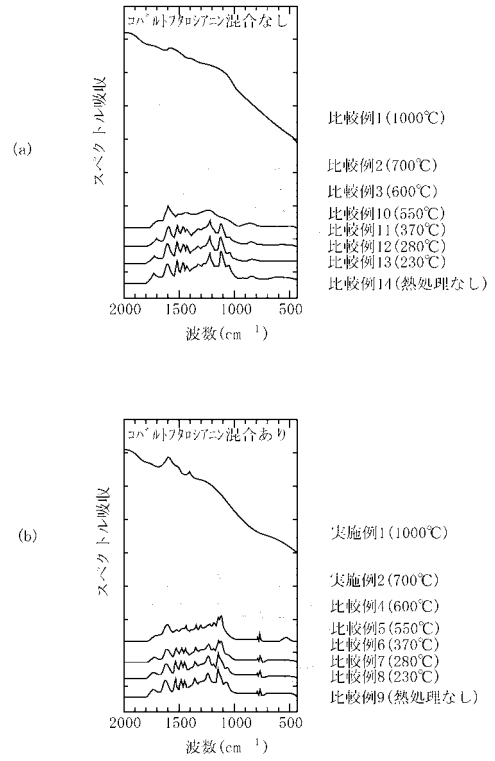 (a)
コバルトフタロシアニン混合なし
スペクトル吸収
比較例1(1000℃)
比較例2(700℃)
比較例3(600℃)
比較例10(550℃)
比較例11(370℃)
比較例12(280℃)
比較例13(230℃)
比較例14(熱処理なし)
2000 1500 1000 500
波数(cm⁻¹)
(b)
コバルトフタロシアニン混合あり
スペクトル吸収
実施例1(1000℃)
実施例2(700℃)
比較例4(600℃)
比較例5(550℃)
比較例6(370℃)
比較例7(280℃)
比較例8(230℃)
比較例9(熱処理なし)
2000 1500 1000 500
波数(cm⁻¹)